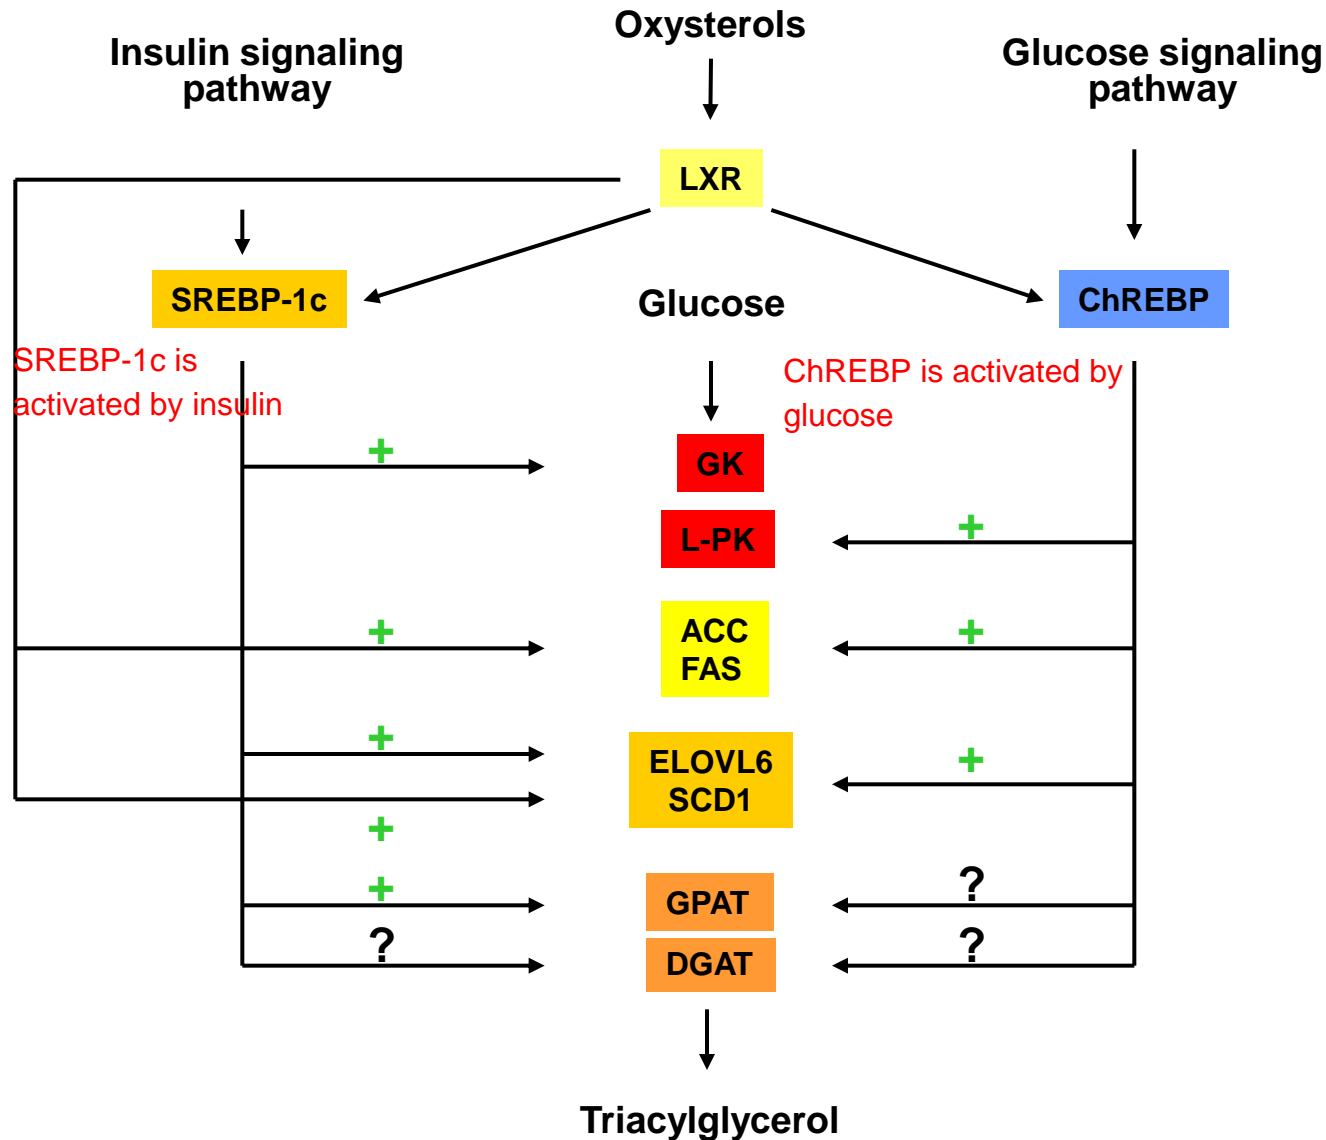 Oxysterols
Insulin signaling
pathway
Glucose signaling
pathway
LXR
SREBP-1c
Glucose
ChREBP
SREBP-1c is
activated by insulin
ChREBP is activated by
glucose
+
GK
L-PK
+
+
ACC
FAS
+
+
ELOVL6
SCD1
+
+
+
GPAT
?
?
DGAT
?
Triacylglycerol